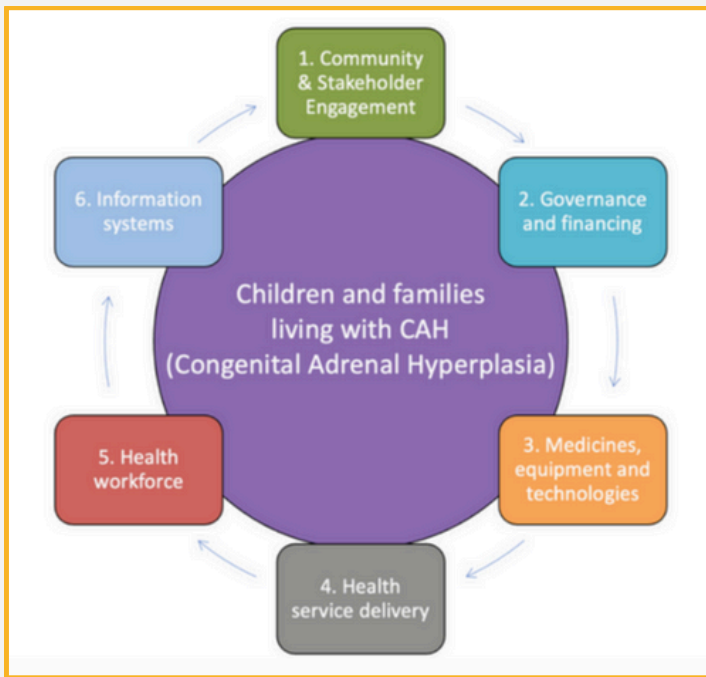 1. Community
& Stakeholder
Engagement
2. Governance
and financing
3. Medicines,
equipment and
technologies
4. Health
service delivery
5. Health
workforce
6. Information
systems
Children and families
living with CAH
(Congenital Adrenal Hyperplasia)